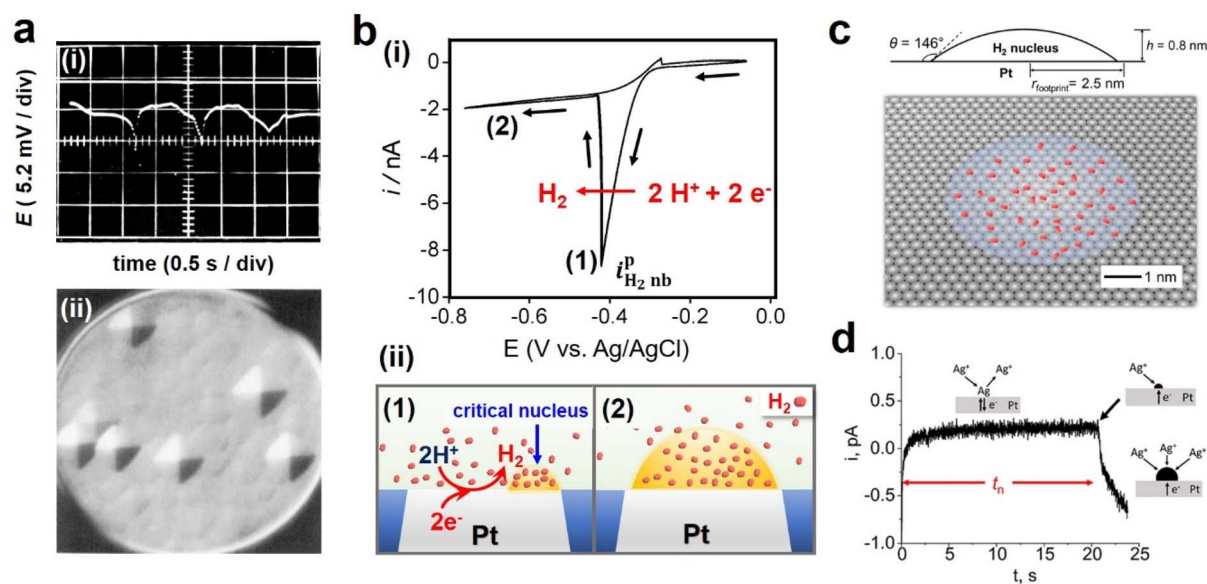 a
(i)
E ( 5.2 mV / div)
time (0.5 s / div)
(ii)
b
(i)
0
-2
-4
-6
-8
-10
i / nA
(2)
H2
2 H+ + 2 e-
(1)
i^p_H2 nb
-0.8
-0.6
-0.4
-0.2
0.0
E (V vs. Ag/AgCl)
(ii)
(1)
critical nucleus
2H+
H2
2e-
Pt
(2)
H2
c
θ = 146°
H2 nucleus
h = 0.8 nm
Pt
r_footprint = 2.5 nm
1 nm
d
1.0
0.5
0.0
-0.5
-1.0
i, pA
Ag+
Ag+
Ag
e-
Pt
Ag+
e-
Pt
Ag+
Ag+
Ag+
e-
Pt
tn
0
5
10
15
20
25
t, s